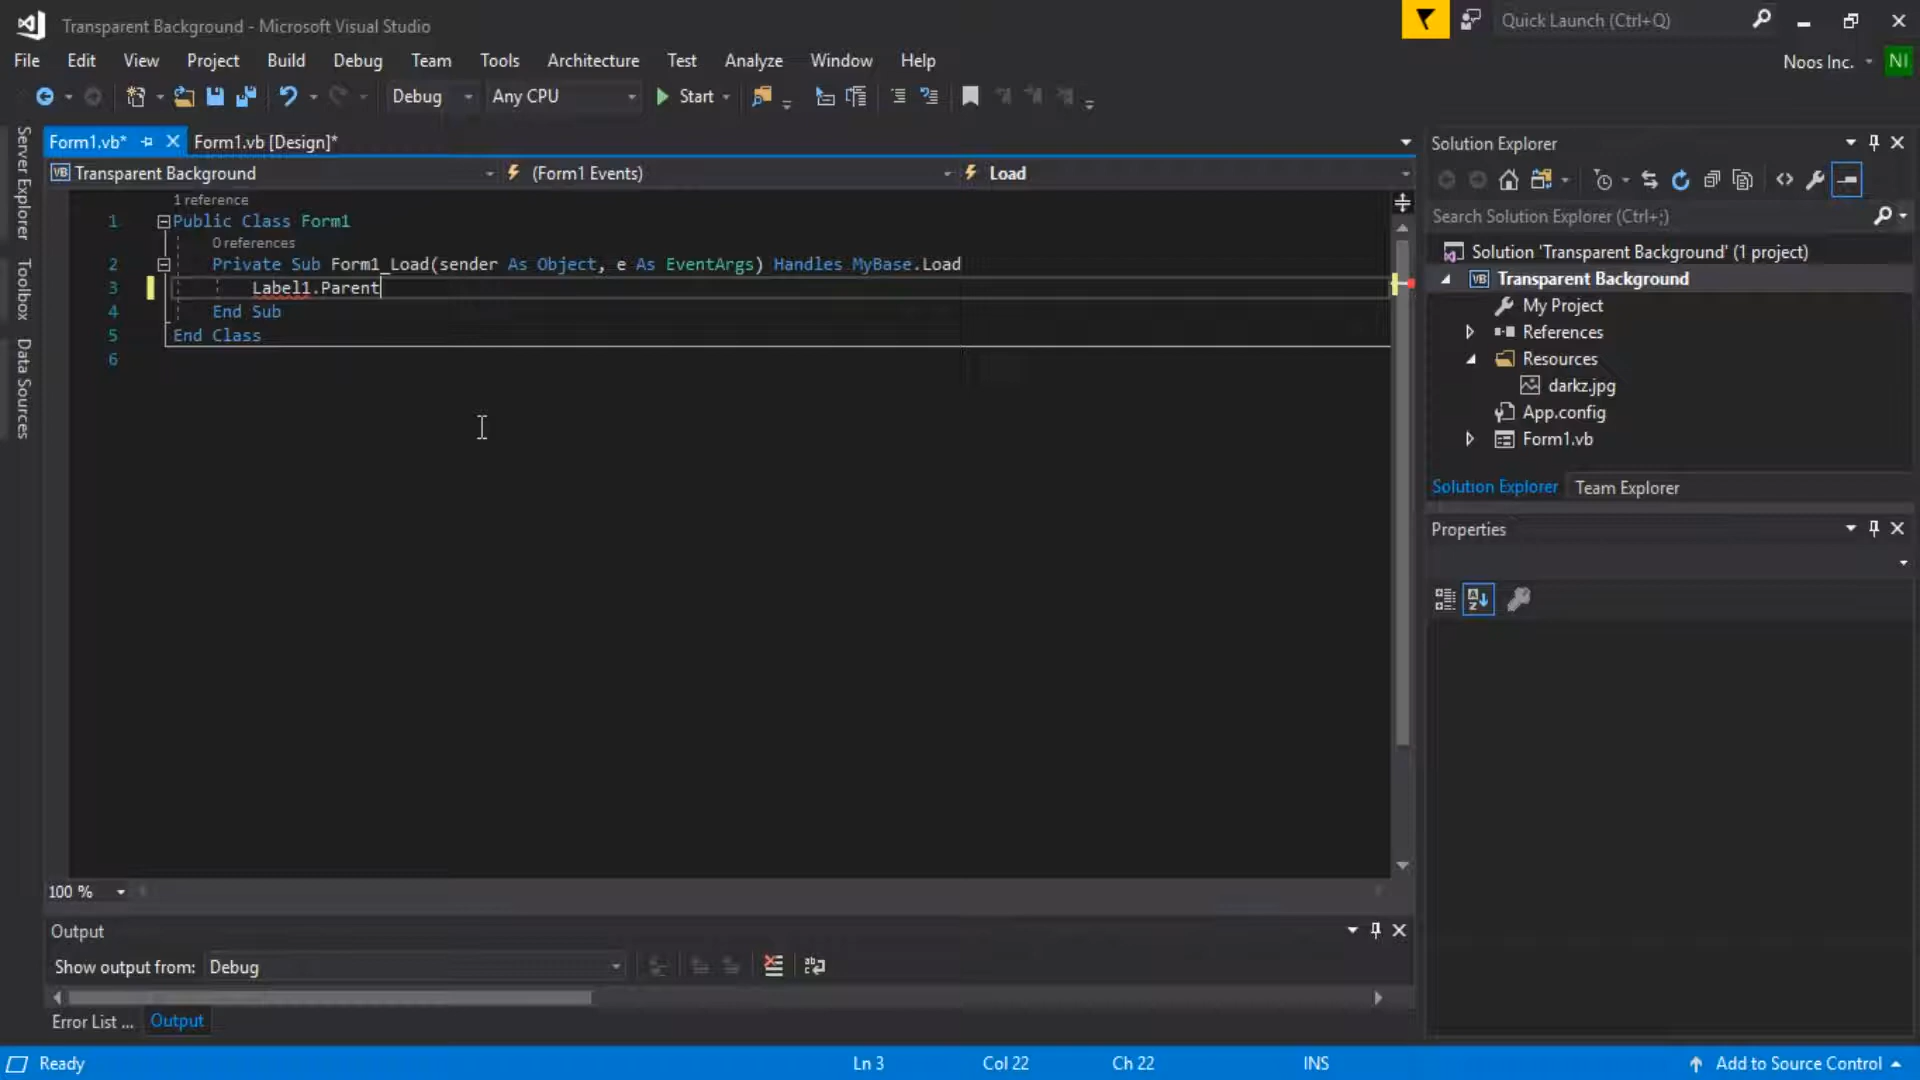 Transparent Background - Microsoft Visual Studio
Quick Launch (Ctrl+Q)
File Edit View Project Build Debug Team Tools Architecture Test Analyze Window Help
Noos Inc. NI
Debug Any CPU Start
Server Explorer
Toolbox
Data Sources
Form1.vb* Form1.vb [Design]*
VB Transparent Background (Form1 Events) Load
1 reference
1 Public Class Form1
0 references
2 Private Sub Form1_Load(sender As Object, e As EventArgs) Handles MyBase.Load
3 Label1.Parent
4 End Sub
5 End Class
6
100 %
Output
Show output from: Debug
Error List ... Output
Solution Explorer
Search Solution Explorer (Ctrl+;)
Solution 'Transparent Background' (1 project)
VB Transparent Background
My Project
References
Resources
darkz.jpg
App.config
Form1.vb
Solution Explorer Team Explorer
Properties
Ready Ln 3 Col 22 Ch 22 INS Add to Source Control